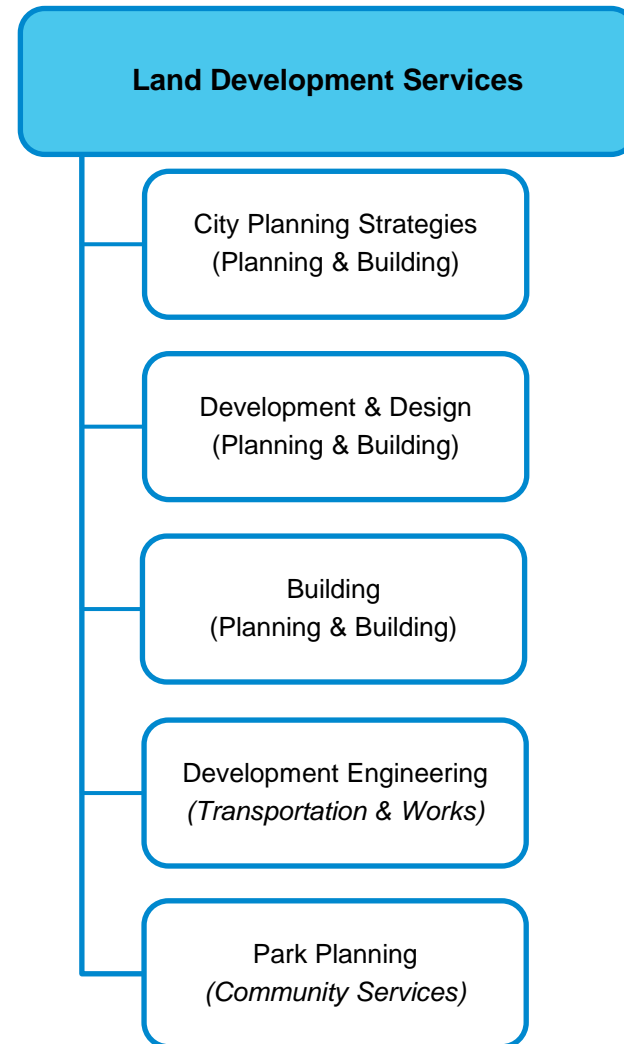 Land Development Services
City Planning Strategies
(Planning & Building)
Development & Design
(Planning & Building)
Building
(Planning & Building)
Development Engineering
(Transportation & Works)
Park Planning
(Community Services)